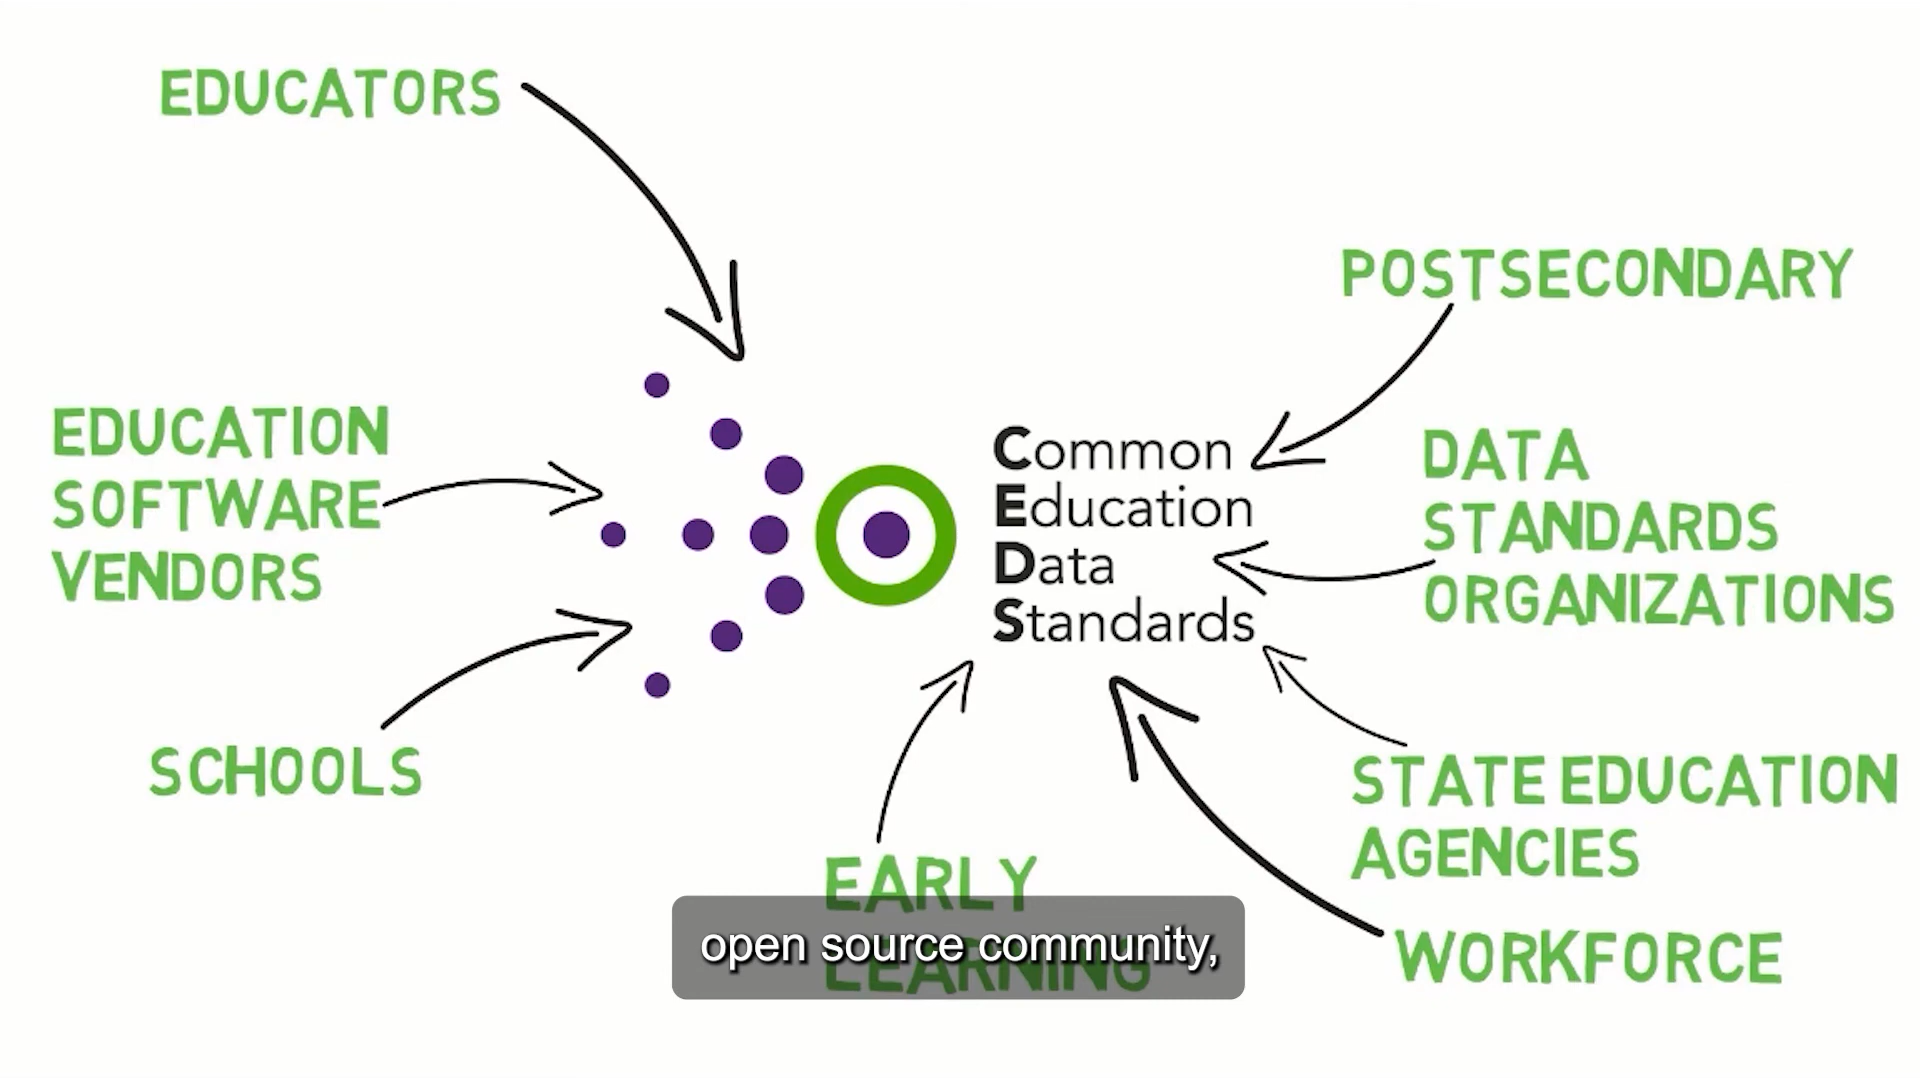 EDUCATORS
EDUCATION
SOFTWARE
VENDORS
SCHOOLS
Common
Education
Data
Standards
POSTSECONDARY
DATA
STANDARDS
ORGANIZATIONS
STATE EDUCATION
AGENCIES
WORKFORCE
EARLY
LEARNING
open source community,